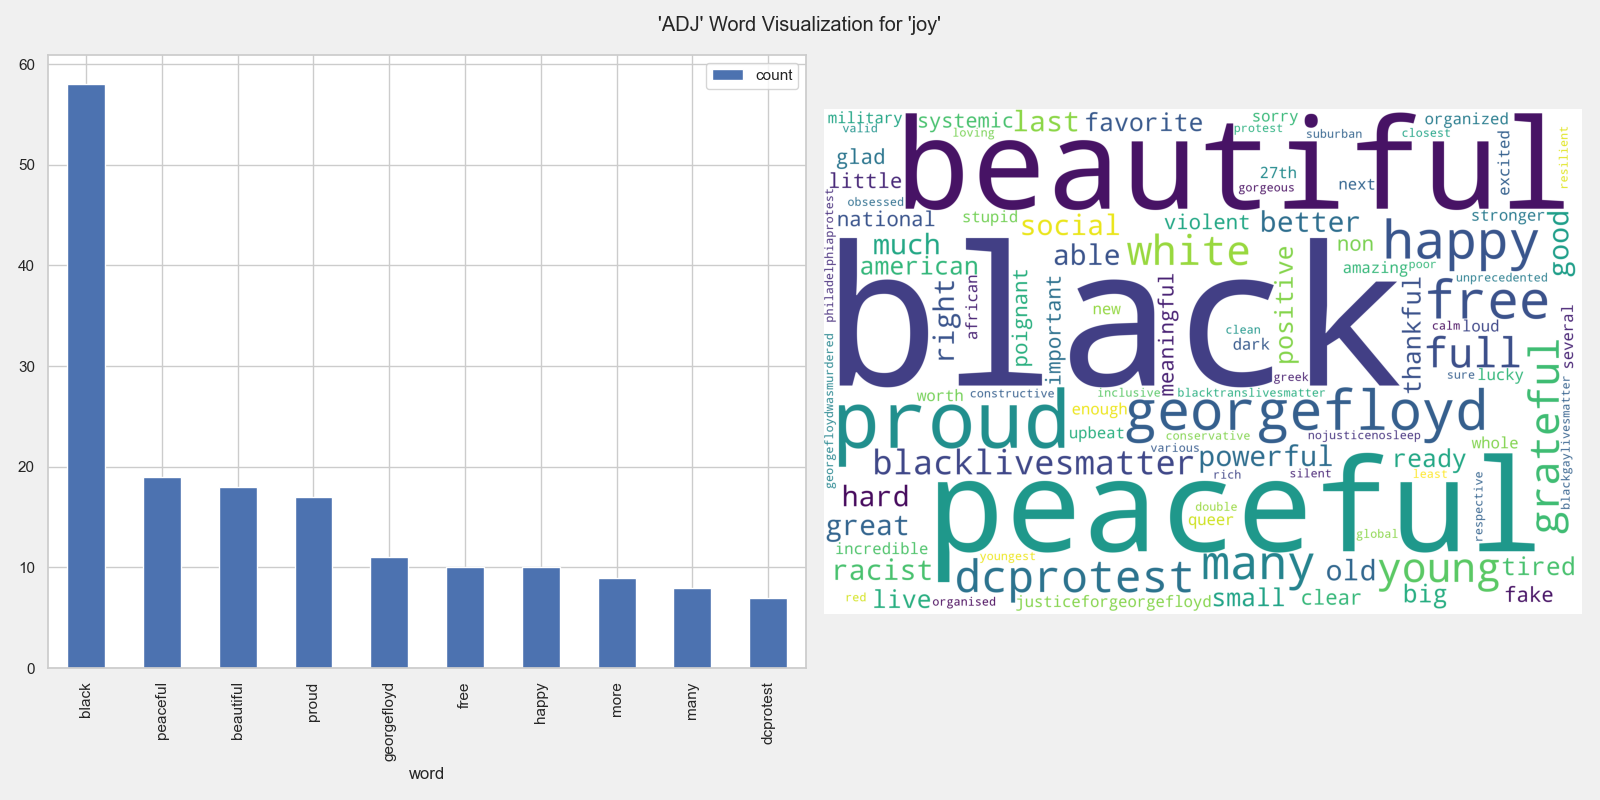 'ADJ' Word Visualization for 'joy'
60
50
40
30
20
10
0
count
black
peaceful
beautiful
proud
georgefloyd
free
happy
more
many
dcprotest
word
military
valid
systemic
loving
last
favorite
sorry
protest
suburban
organized
closest
excited
resilient
beautiful
glad
little
obsessed
27th
gorgeous
next
national
stupid
social
violent
better
stronger
happy
good
philadelphiaprotest
much
american
able
white
non
amazing
poor
unprecedented
black
right
african
poignant
important
new
meaningful
clean
dark
positive
thankful
free
calm
loud
several
full
sure
lucky
greek
georgefloydwasmurdered
worth
constructive
inclusive
blacktranslivesmatter
proud
enough
georgefloyd
upbeat
conservative
nojusticenosleep
various
whole
grateful
blackgaylivesmatter
blacklivesmatter
powerful
ready
rich
silent
least
hard
peaceful
great
double
queer
respective
global
incredible
youngest
racist
dcprotest
many
old
young
tired
red
live
organised
justiceforgeorgefloyd
small
clear
big
fake